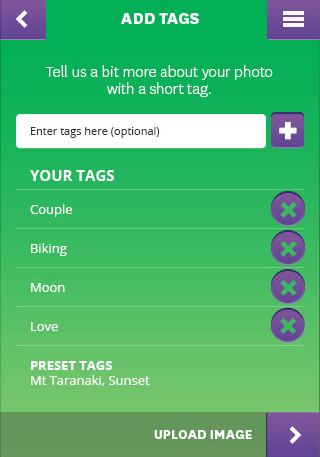 ADD TAGS
Tell us a bit more about your photo
with a short tag.
Enter tags here (optional)
YOUR TAGS
Couple
Biking
Moon
Love
PRESET TAGS
Mt Taranaki, Sunset
UPLOAD IMAGE